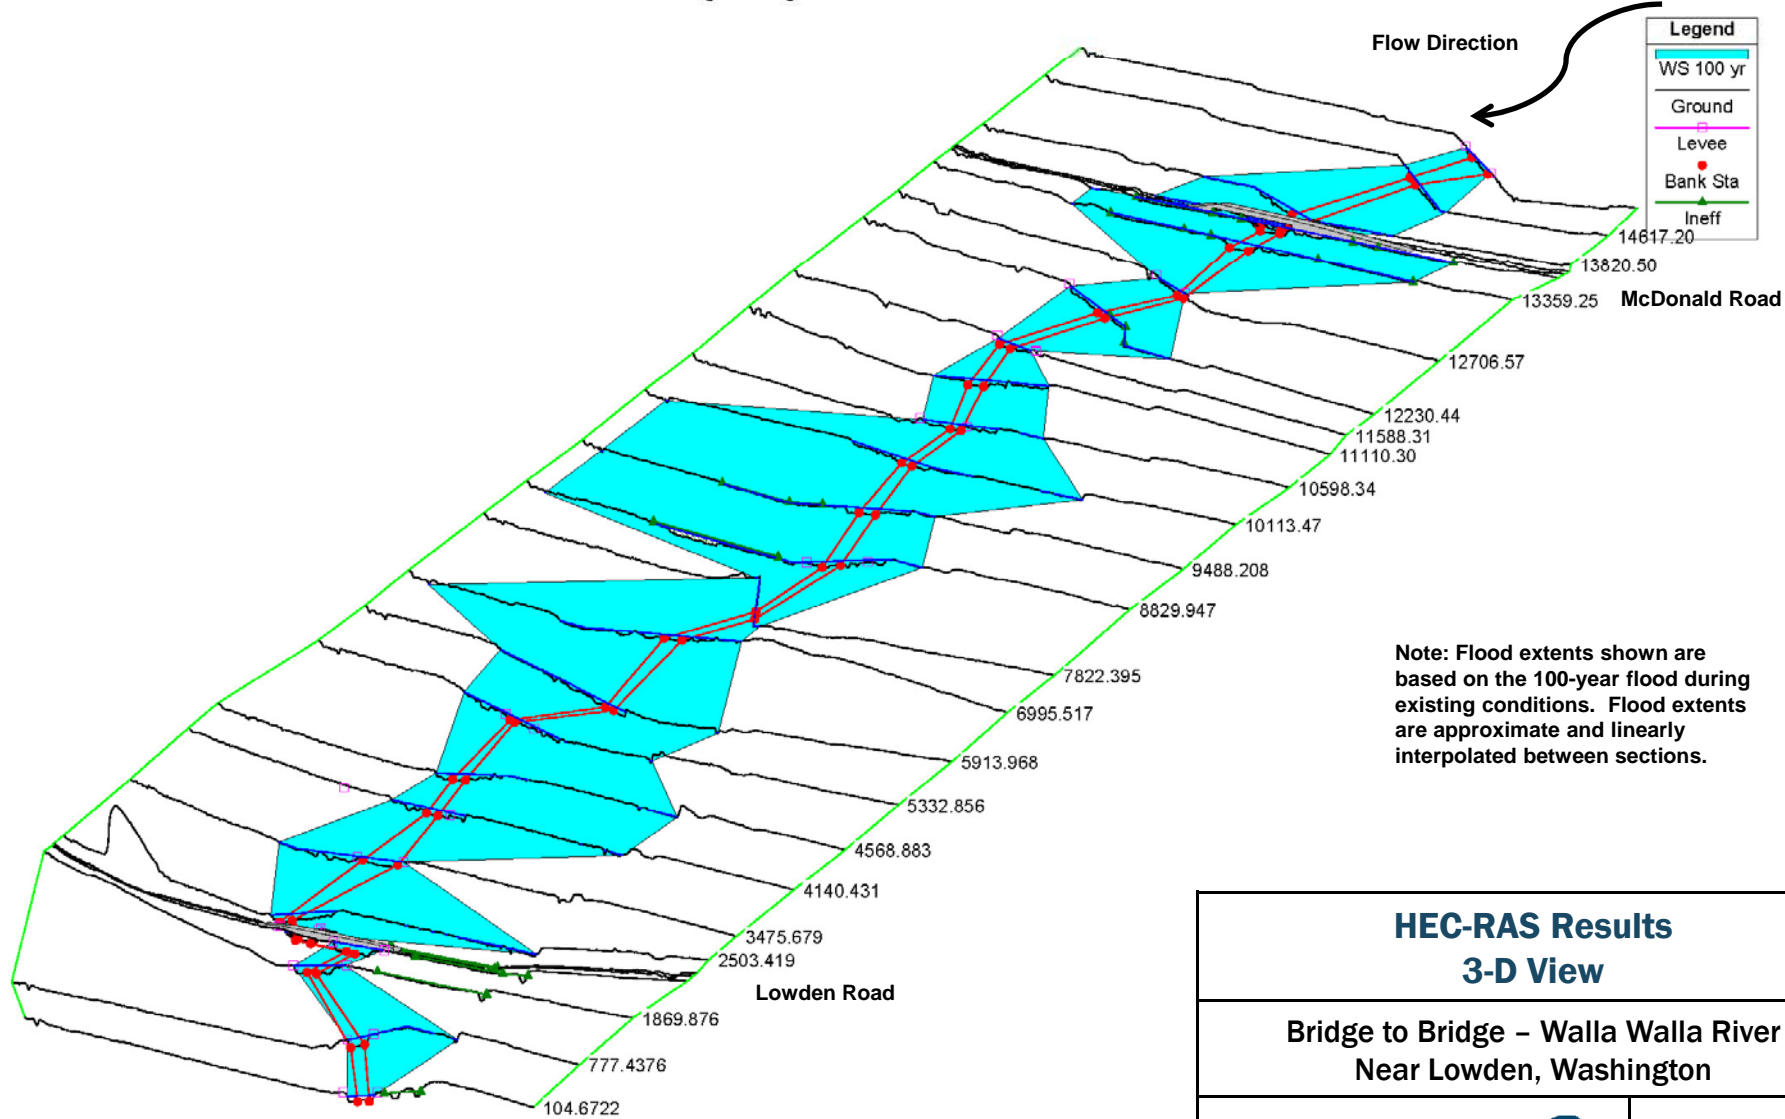 Flow Direction
Legend
WS 100 yr
Ground
Levee
Bank Sta
Ineff
14617.20
13820.50
13359.25
McDonald Road
12706.57
12230.44
11588.31
11110.30
10598.34
10113.47
9488.208
8829.947
7822.395
6995.517
5913.968
5332.856
4568.883
4140.431
3475.679
2503.419
Lowden Road
1869.876
777.4376
104.6722
Note: Flood extents shown are
based on the 100-year flood during
existing conditions. Flood extents
are approximate and linearly
interpolated between sections.
HEC-RAS Results
3-D View
Bridge to Bridge – Walla Walla River
Near Lowden, Washington